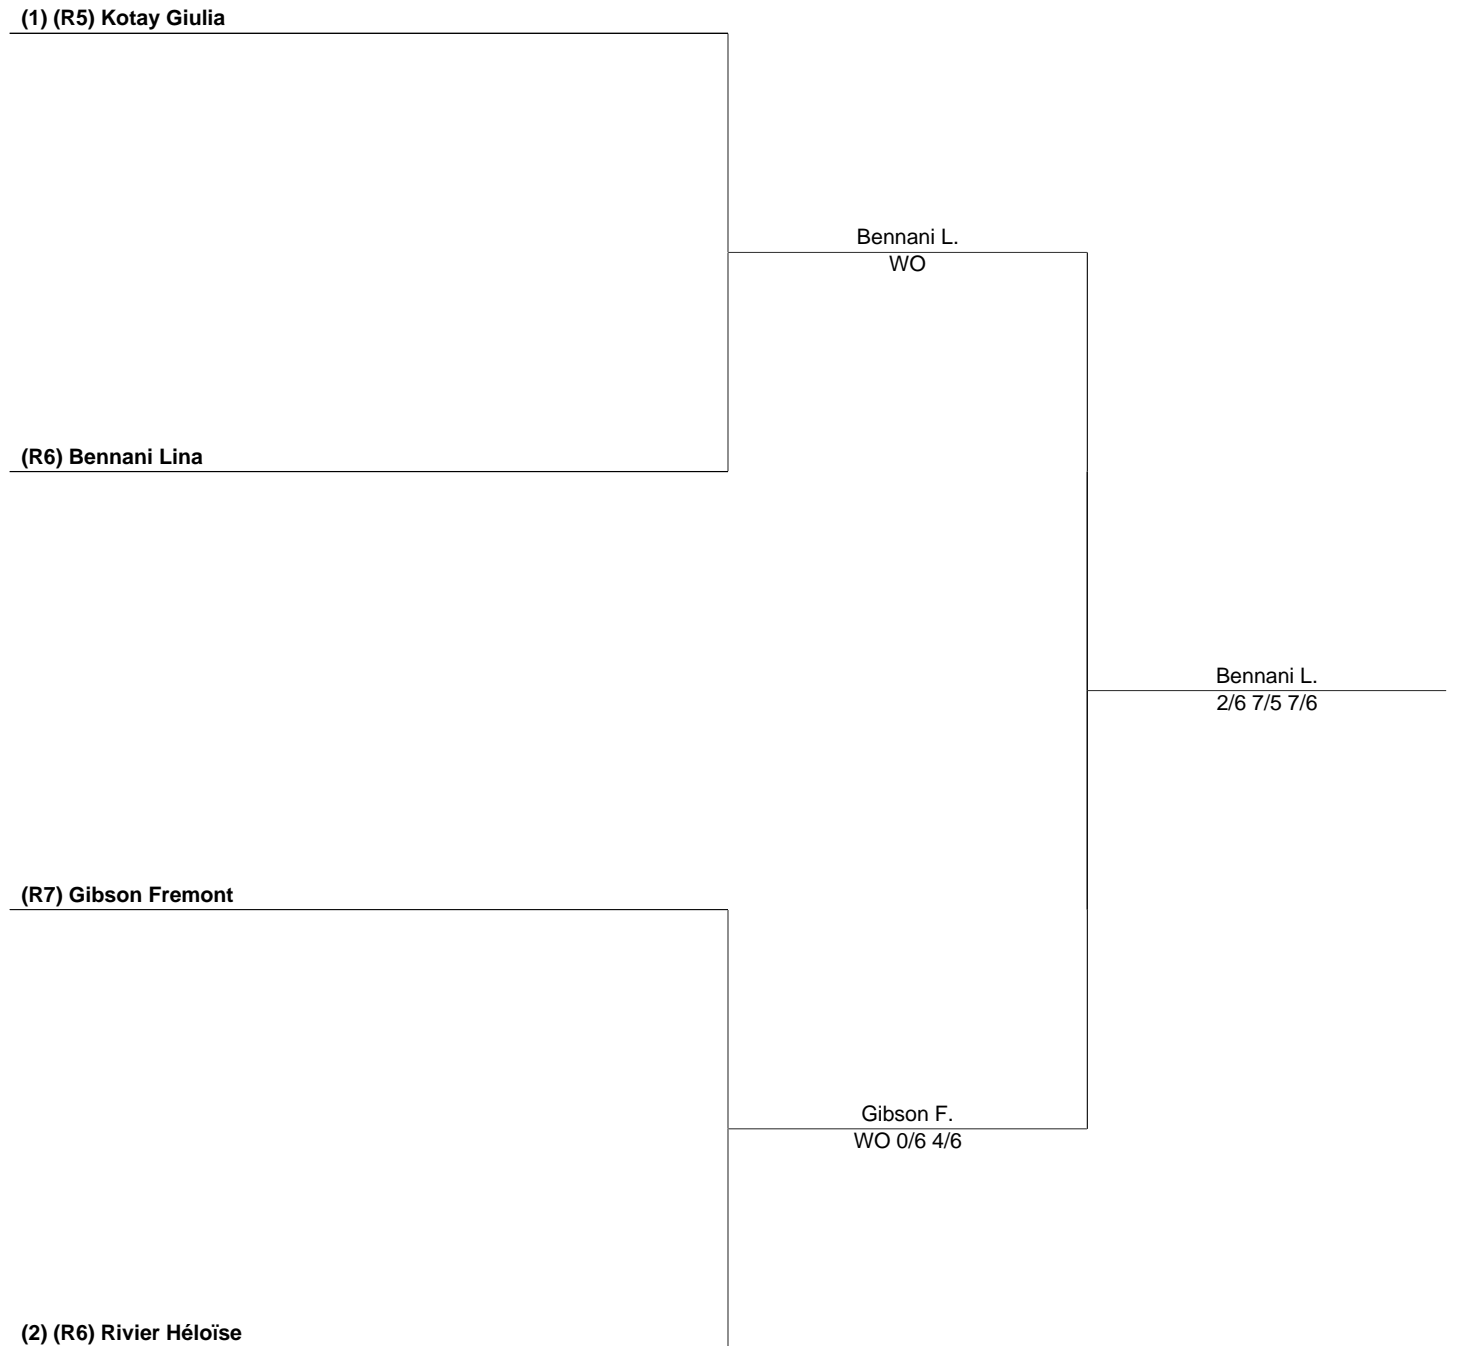 (1) (R5) Kotay Giulia
Bennani L.
WO
(R6) Bennani Lina
Bennani L.
2/6 7/5 7/6
(R7) Gibson Fremont
Gibson F.
WO 0/6 4/6
(2) (R6) Rivier Héloïse